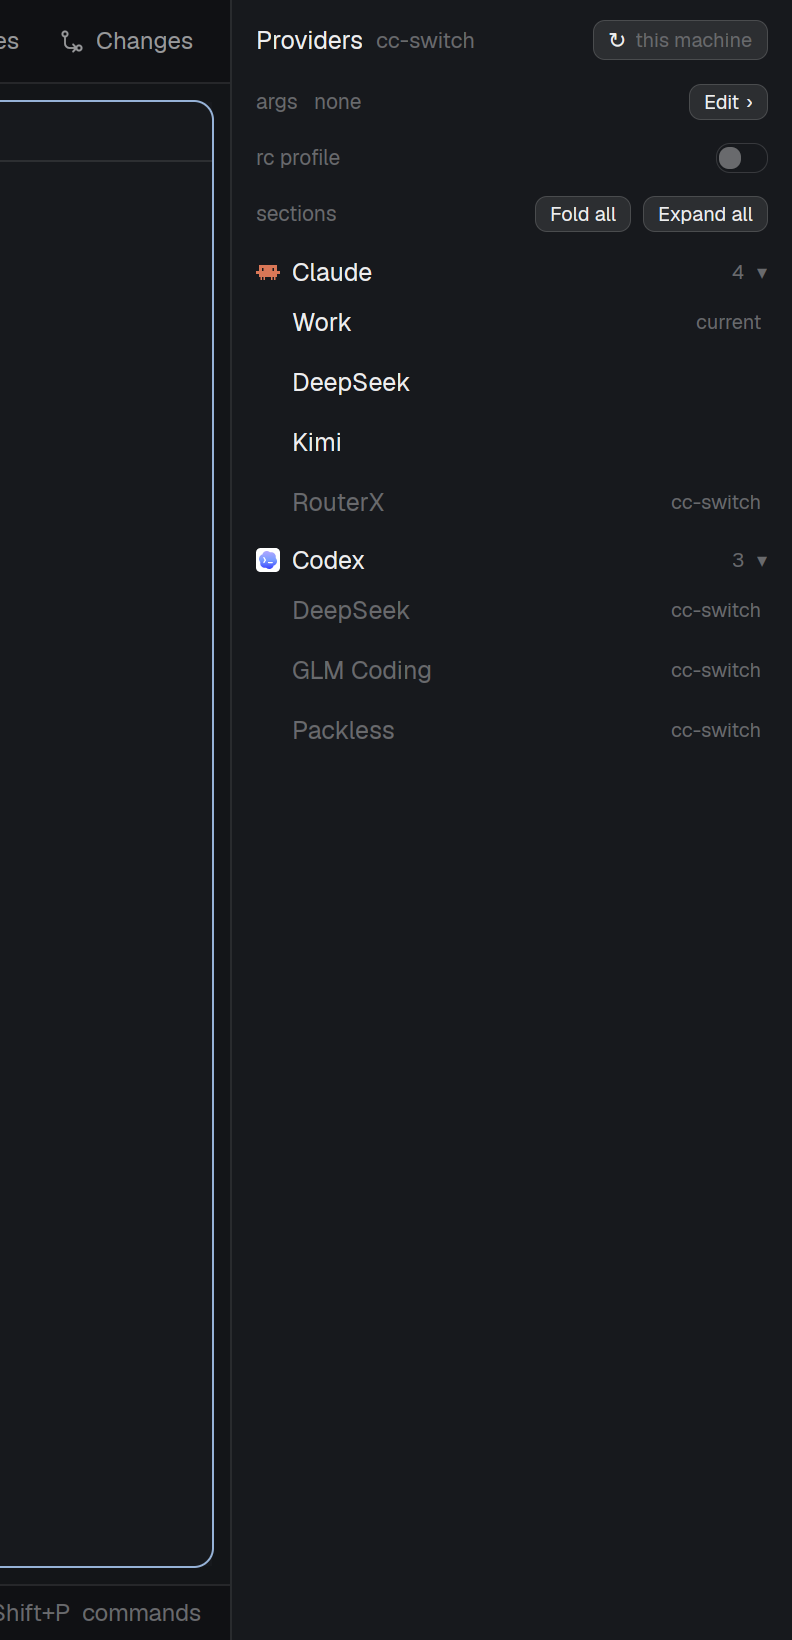 es Changes
Providers cc-switch ↻ this machine
args none Edit ›
rc profile
sections Fold all Expand all
Claude 4 ▾
Work current
DeepSeek
Kimi
RouterX cc-switch
Codex 3 ▾
DeepSeek cc-switch
GLM Coding cc-switch
Packless cc-switch
Shift+P commands